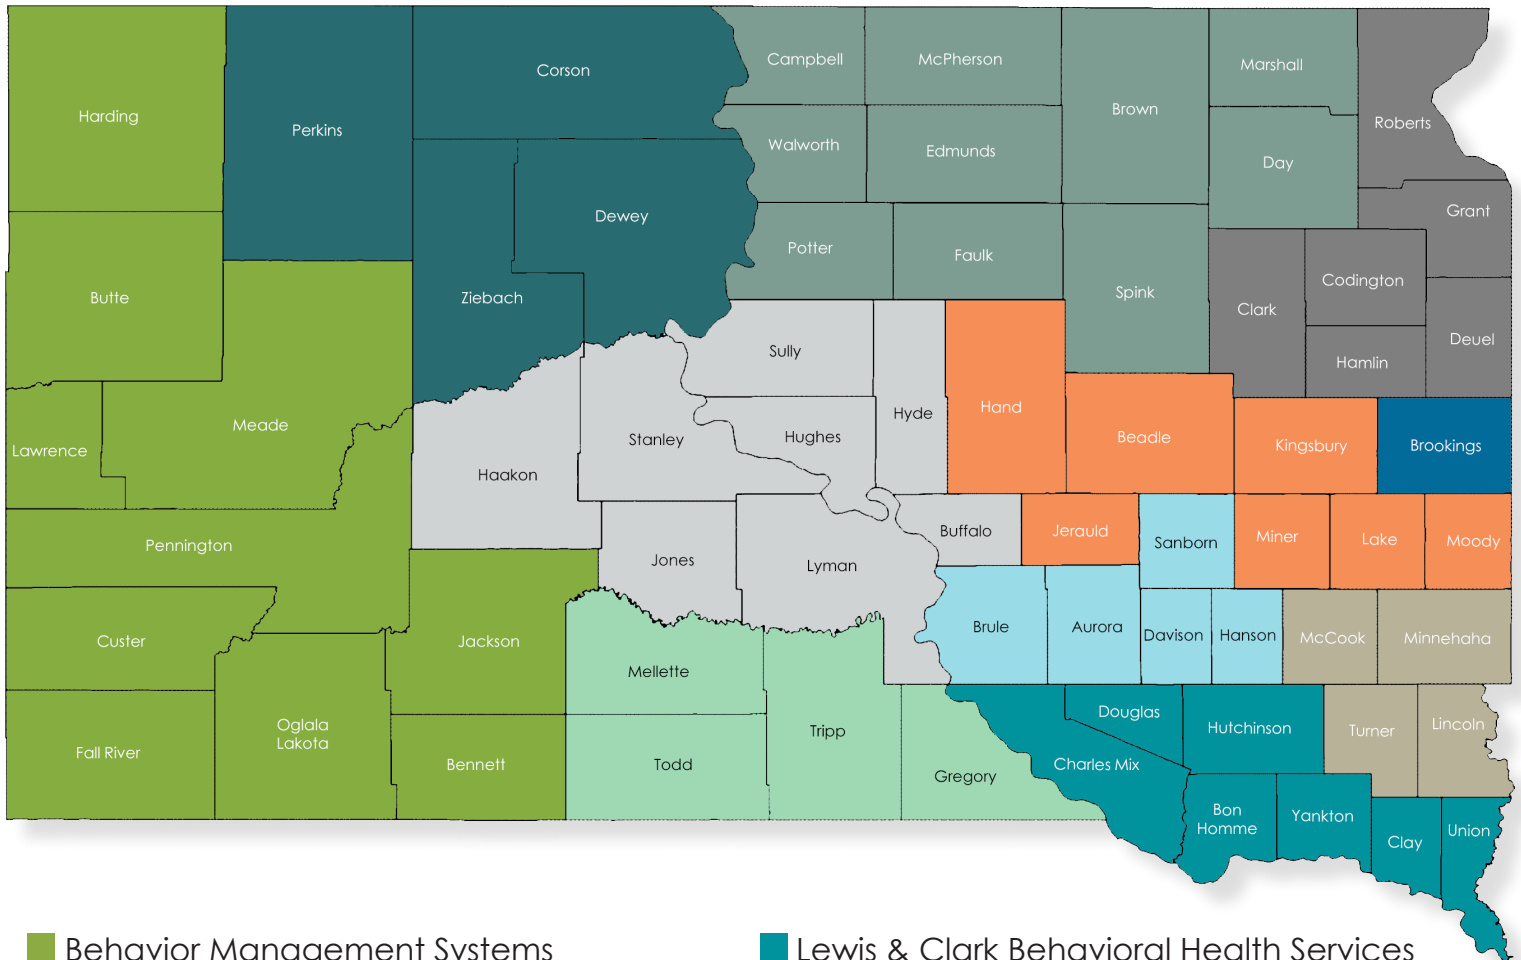 Corson
Campbell
McPherson
Marshall
Harding
Perkins
Brown
Roberts
Walworth
Edmunds
Day
Dewey
Grant
Potter
Faulk
Butte
Ziebach
Spink
Codington
Clark
Deuel
Sully
Hamlin
Hand
Hyde
Meade
Stanley
Hughes
Beadle
Kingsbury
Brookings
Lawrence
Haakon
Pennington
Buffalo
Jerauld
Sanborn
Miner
Lake
Moody
Jones
Lyman
Custer
Jackson
Brule
Aurora
Davison
Hanson
McCook
Minnehaha
Mellette
Oglala
Lakota
Tripp
Douglas
Hutchinson
Turner
Lincoln
Fall River
Bennett
Todd
Gregory
Charles Mix
Bon
Homme
Yankton
Clay
Union
Behavior Management Systems
Lewis & Clark Behavioral Health Services